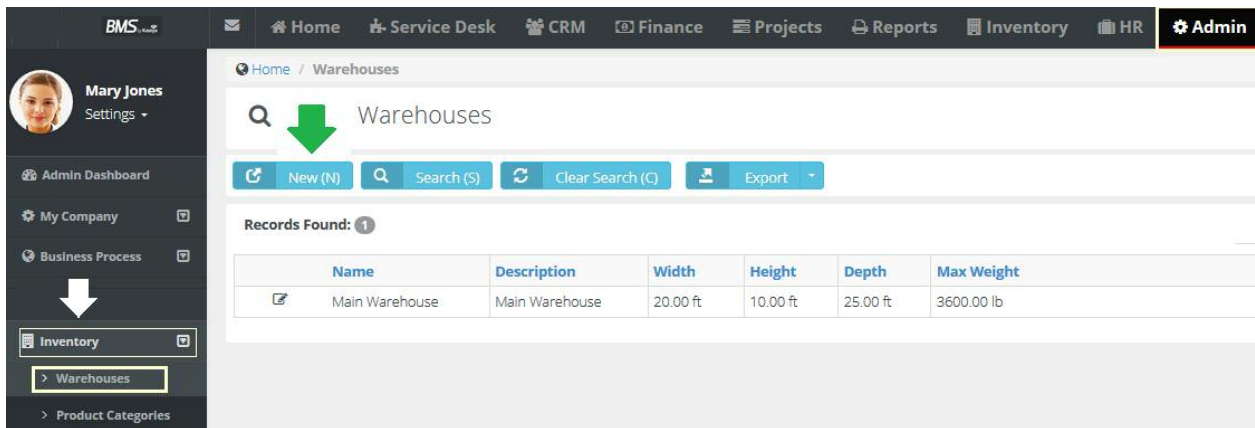 BMS
Home Service Desk CRM Finance Projects Reports Inventory HR Admin
Mary Jones
Settings
Home / Warehouses
Warehouses
New (N) Search (S) Clear Search (C) Export
Admin Dashboard
My Company
Business Process
Inventory
> Warehouses
> Product Categories
Records Found: 1
Name Description Width Height Depth Max Weight
Main Warehouse Main Warehouse 20.00 ft 10.00 ft 25.00 ft 3600.00 lb